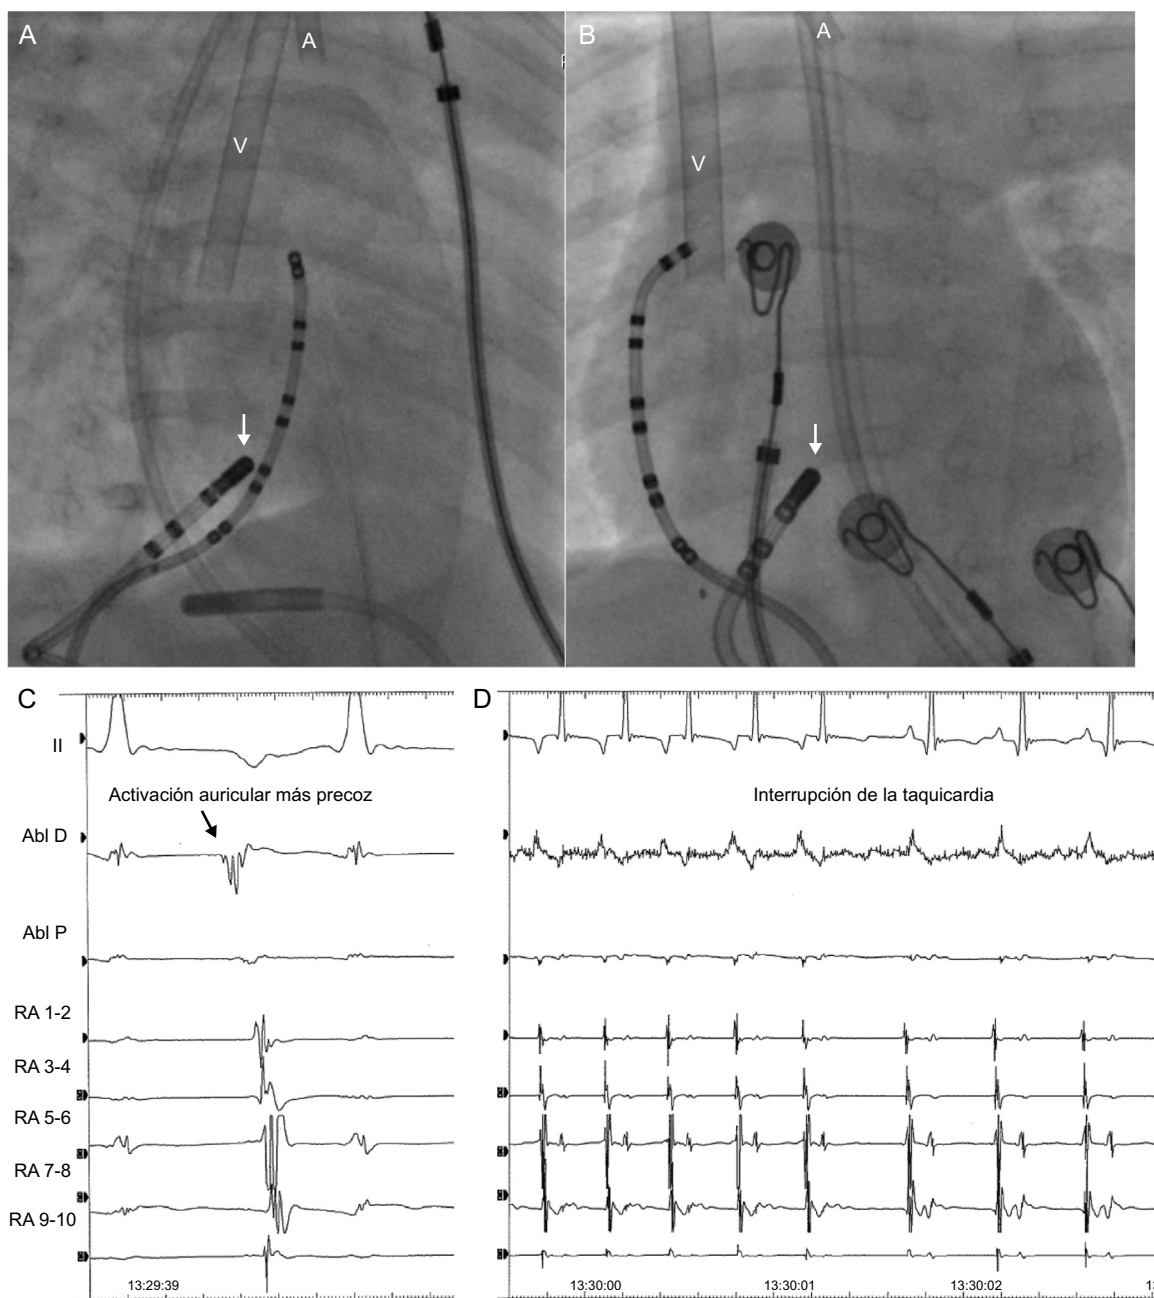 A
A
V
B
A
V
C
D
II
Activación auricular más precoz
Interrupción de la taquicardia
Abl D
Abl P
RA 1-2
RA 3-4
RA 5-6
RA 7-8
RA 9-10
13:29:39
13:30:00
13:30:01
13:30:02